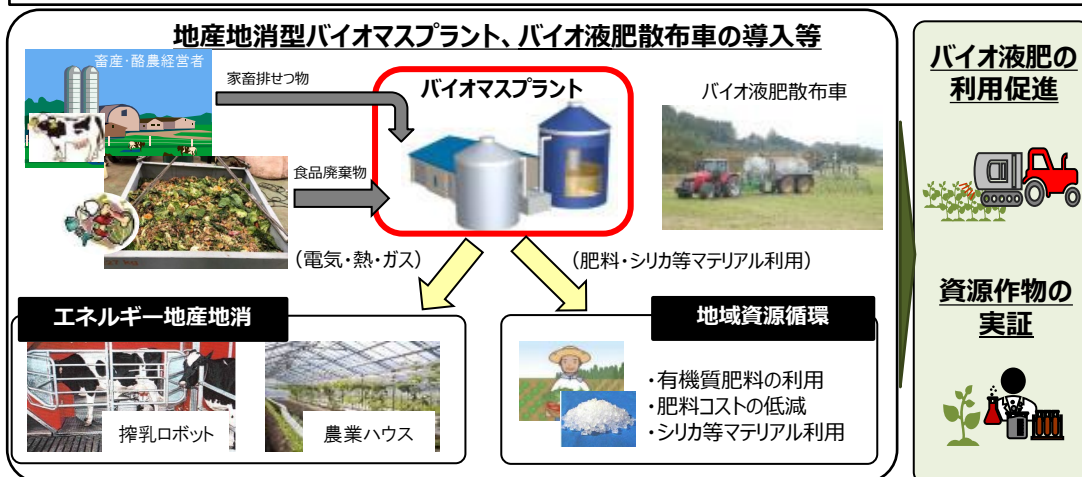 地産地消型バイオマスプラント、バイオ液肥散布車の導入等
畜産・酪農経営者
家畜排せつ物
食品廃棄物
バイオマスプラント
バイオ液肥散布車
（電気・熱・ガス）
（肥料・シリカ等マテリアル利用）
エネルギー地産地消
搾乳ロボット
農業ハウス
地域資源循環
・有機質肥料の利用
・肥料コストの低減
・シリカ等マテリアル利用
バイオ液肥の
利用促進
資源作物の
実証